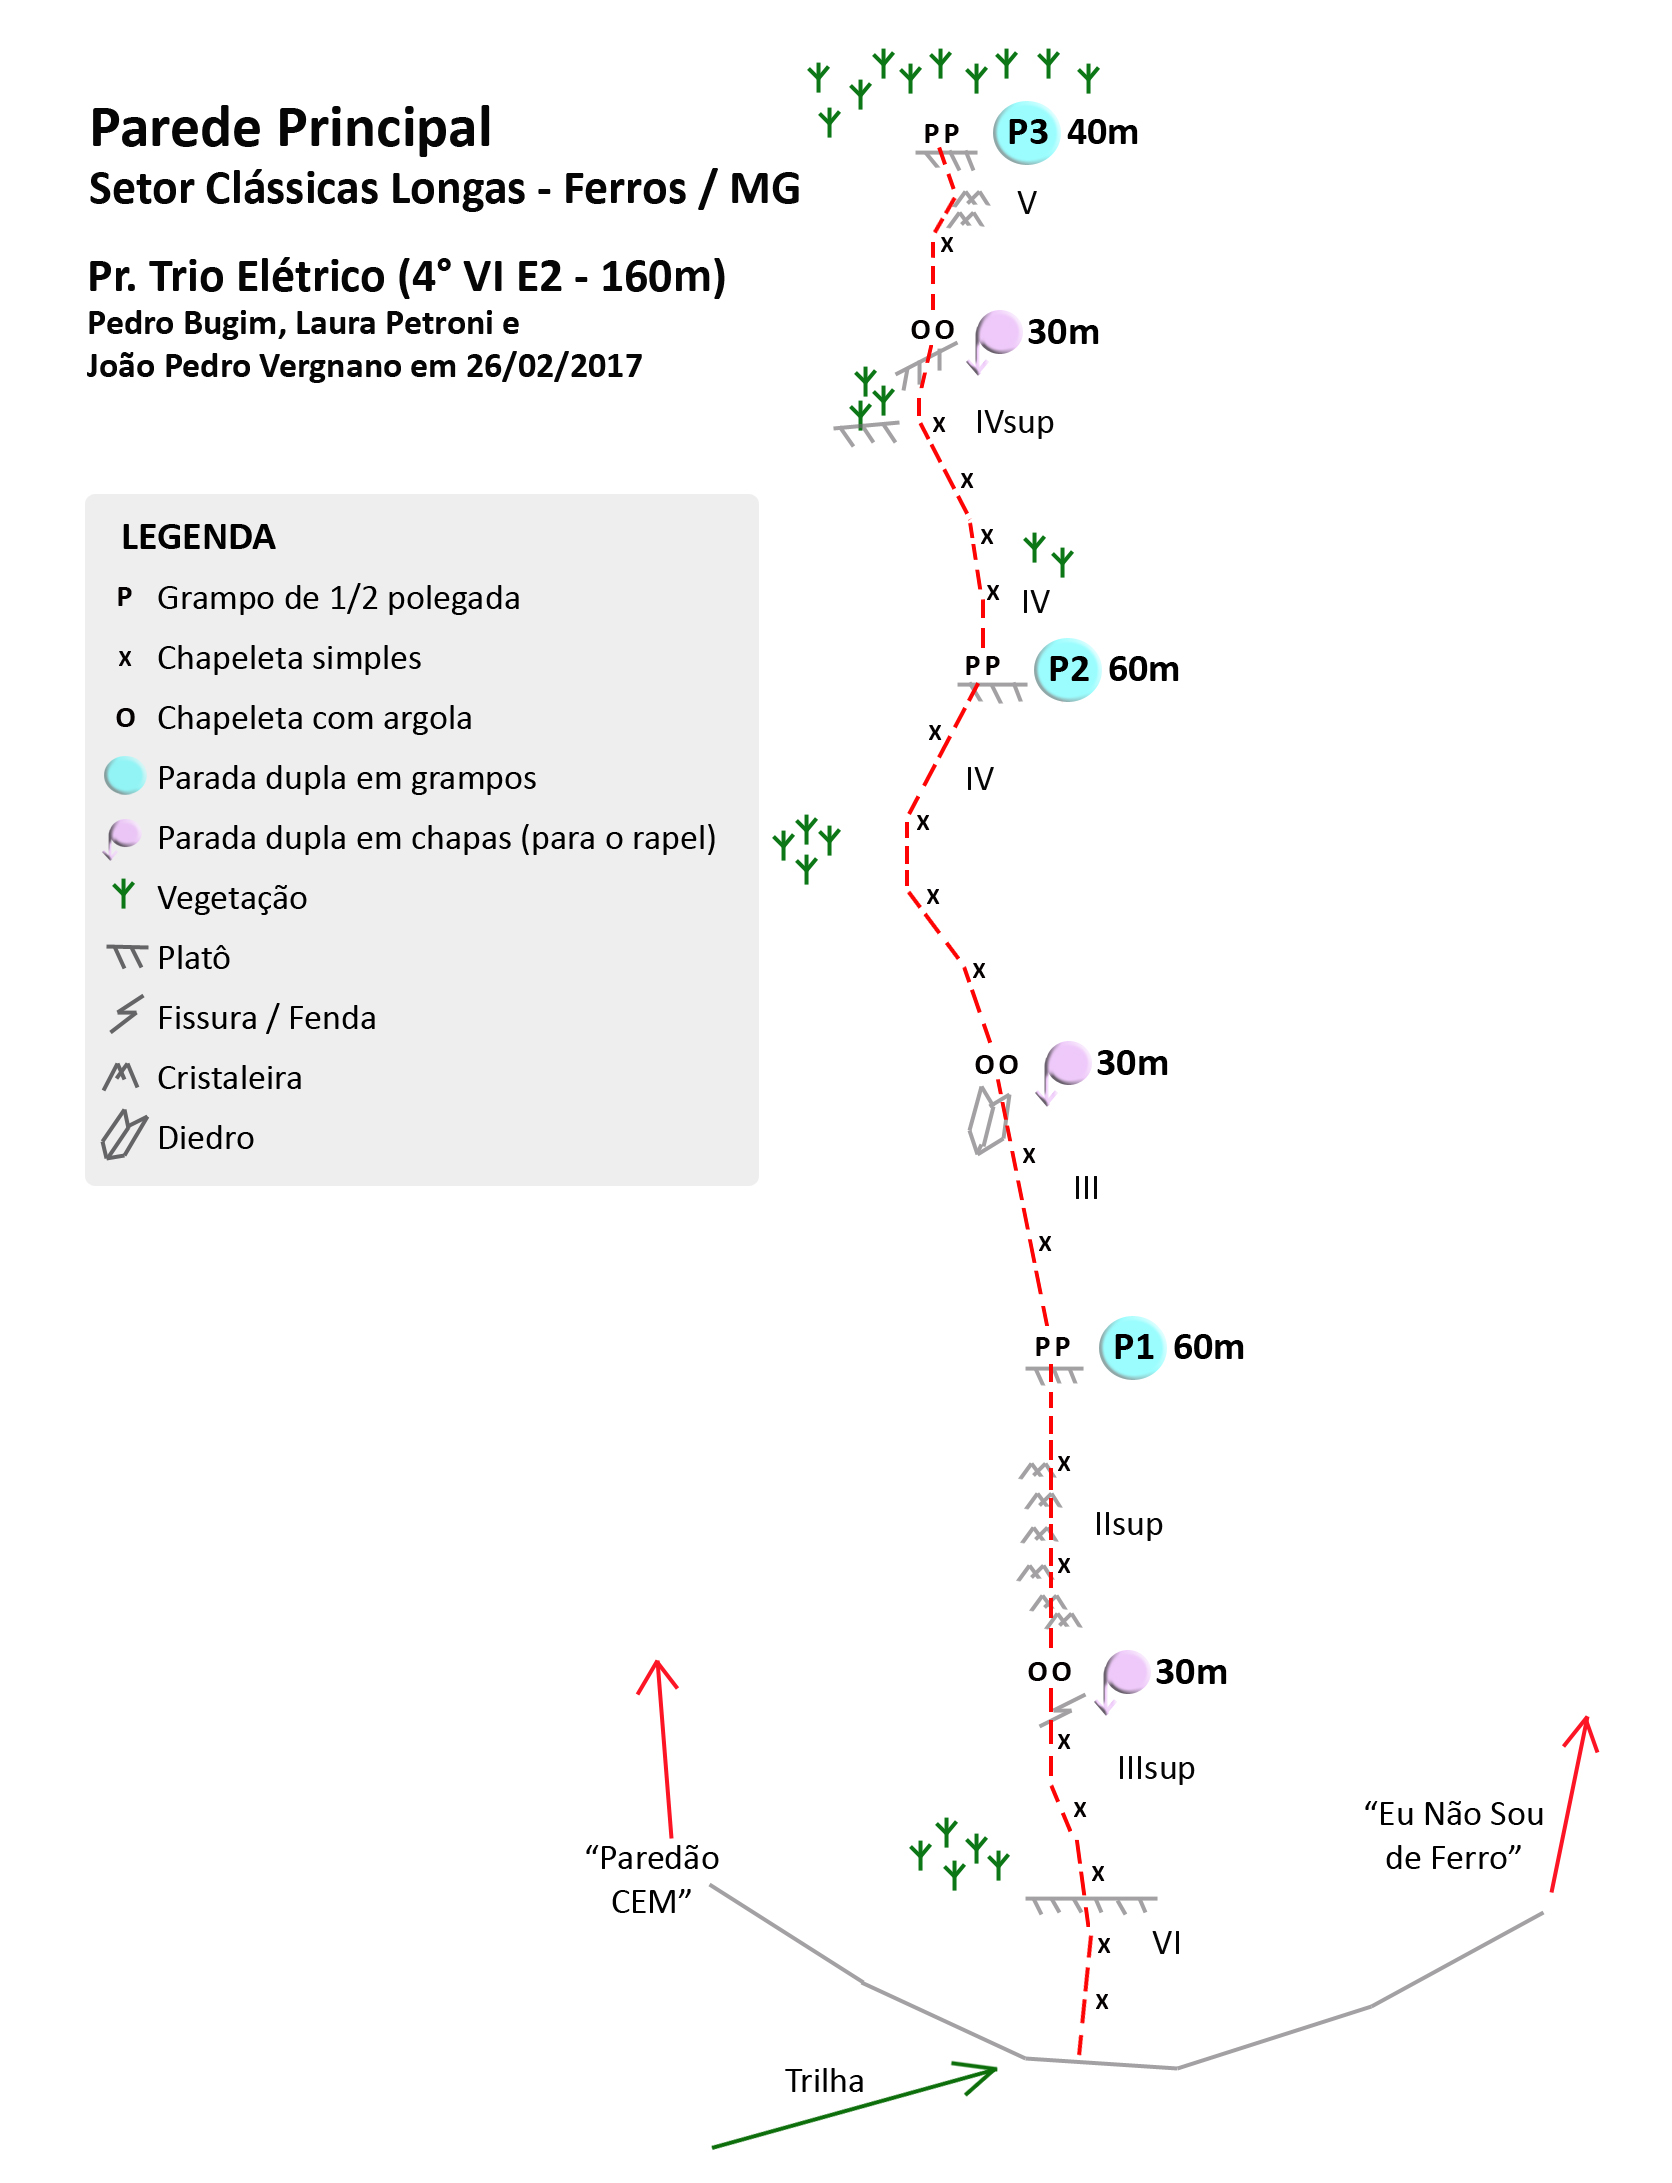 Parede Principal
Setor Clássicas Longas - Ferros / MG
Pr. Trio Elétrico (4° VI E2 - 160m)
Pedro Bugim, Laura Petroni e
João Pedro Vergnano em 26/02/2017
LEGENDA
P Grampo de 1/2 polegada
x Chapeleta simples
O Chapeleta com argola
Parada dupla em grampos
Parada dupla em chapas (para o rapel)
Vegetação
Platô
Fissura / Fenda
Cristaleira
Diedro
P P P3 40m
V
x
O O 30m
x IVsup
x
x
x IV
P P P2 60m
x
IV
x
x
x
O O 30m
x
III
x
P P P1 60m
x
IIsup
x
O O 30m
x
IIIsup
x
x
VI
x
x
“Paredão
CEM”
“Eu Não Sou
de Ferro”
Trilha